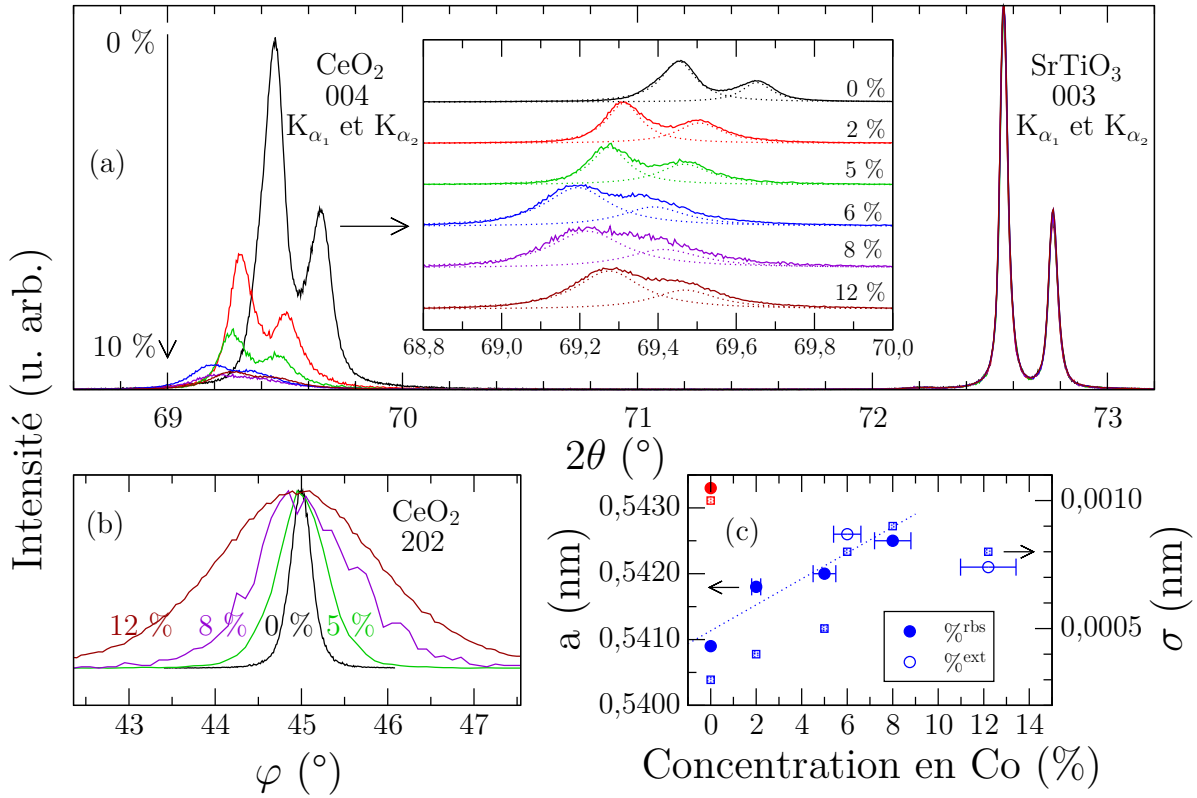 0 %
10 %
(a)
CeO2
004
Kα1 et Kα2
SrTiO3
003
Kα1 et Kα2
0 %
2 %
5 %
6 %
8 %
12 %
68,8 69,0 69,2 69,4 69,6 69,8 70,0
69 70 71 72 73
2θ (°)
Intensité (u. arb.)
(b)
CeO2
202
12 % 8 % 0 % 5 %
43 44 45 46 47
φ (°)
(c)
0,5430
0,5420
0,5410
0,5400
a (nm)
0,0010
0,0005
σ (nm)
%rbs
%ext
0 2 4 6 8 10 12 14
Concentration en Co (%)